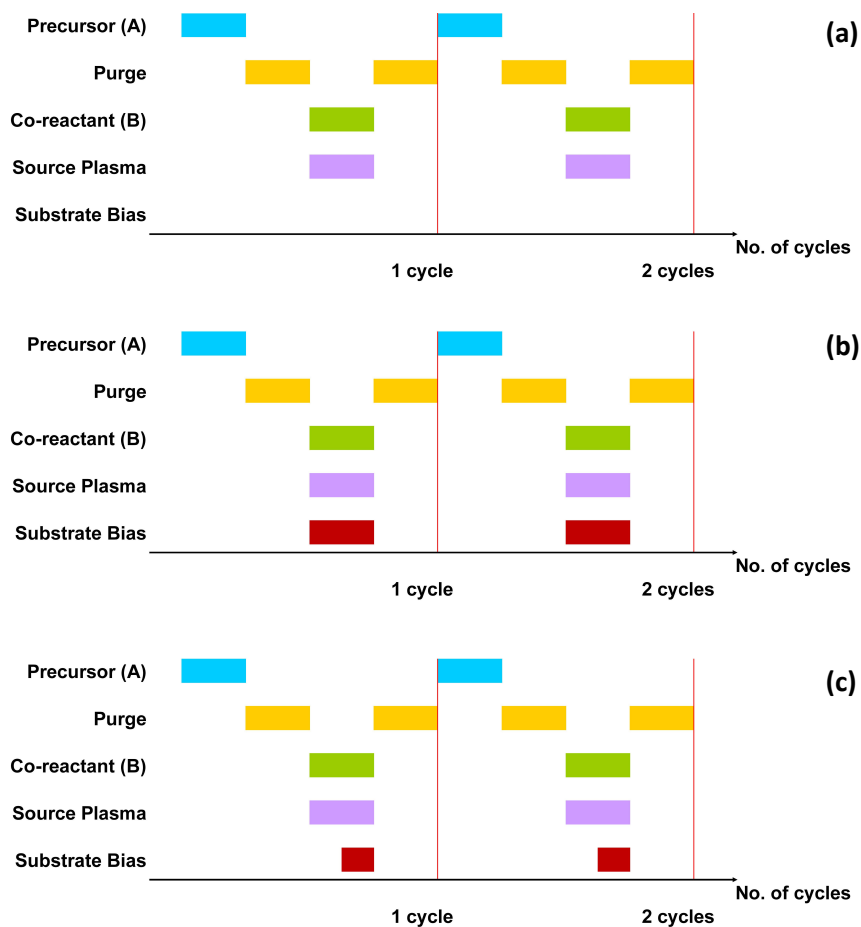 Precursor (A)
(a)
Purge
Co-reactant (B)
Source Plasma
Substrate Bias
No. of cycles
1 cycle
2 cycles
Precursor (A)
(b)
Purge
Co-reactant (B)
Source Plasma
Substrate Bias
No. of cycles
1 cycle
2 cycles
Precursor (A)
(c)
Purge
Co-reactant (B)
Source Plasma
Substrate Bias
No. of cycles
1 cycle
2 cycles